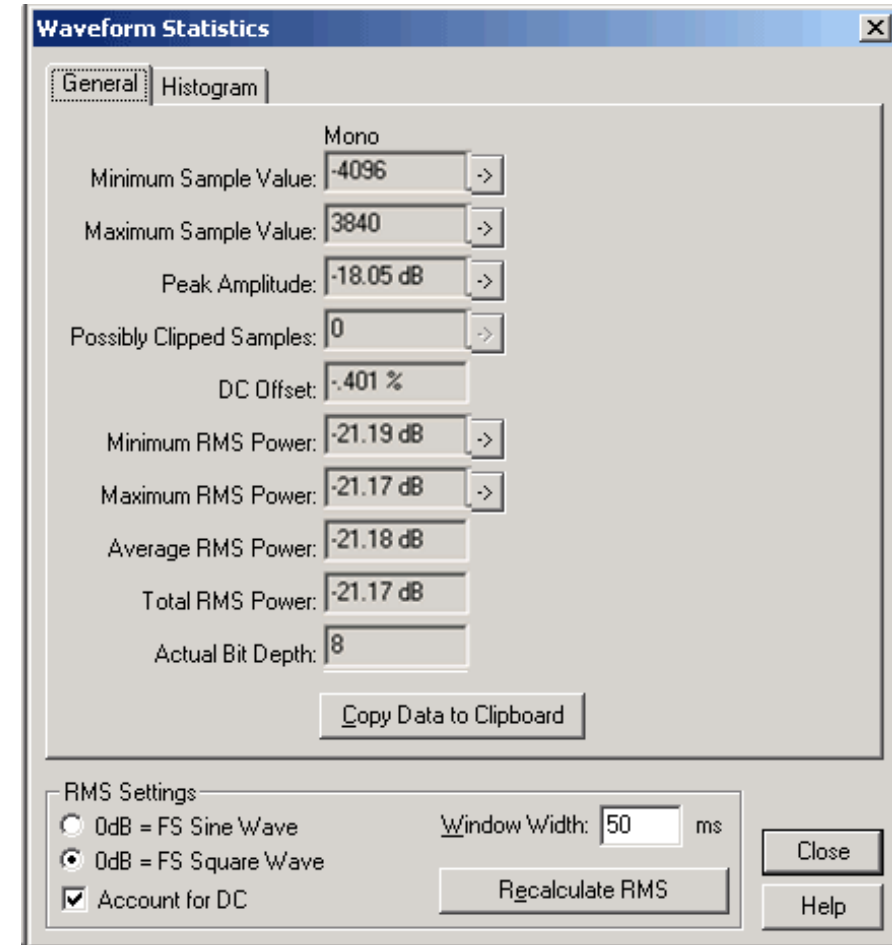 Waveform Statistics
General Histogram
Mono
Minimum Sample Value: -4096 ->
Maximum Sample Value: 3840 ->
Peak Amplitude: -18.05 dB ->
Possibly Clipped Samples: 0 ->
DC Offset: -.401 %
Minimum RMS Power: -21.19 dB ->
Maximum RMS Power: -21.17 dB ->
Average RMS Power: -21.18 dB
Total RMS Power: -21.17 dB
Actual Bit Depth: 8
Copy Data to Clipboard
RMS Settings
0dB = FS Sine Wave
0dB = FS Square Wave
Account for DC
Window Width: 50 ms
Recalculate RMS
Close
Help